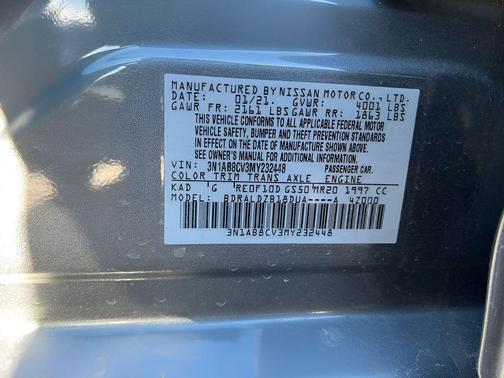 MANUFACTURED BY NISSAN MOTOR CO., LTD.
DATE: 01/21. GVWR: 4001 LBS
GAWR FR: 2161 LBS GAWR RR: 1863 LBS
THIS VEHICLE CONFORMS TO ALL APPLICABLE FEDERAL MOTOR
VEHICLE SAFETY, BUMPER AND THEFT PREVENTION STANDARDS
IN EFFECT ON THE DATE OF MANUFACTURE SHOWN ABOVE.
SEE OWNER'S MANUAL FOR ADDITIONAL INFORMATION
VIN: 3N1AB8CV3MY232448 PASSENGER CAR.
COLOR TRIM TRANS AXLE ENGINE
KAD G RE0F10D GS50 MR20 1997 CC
MODEL: BDRALDZB18DUA----A 47000
3N1AB8CV3MY232448